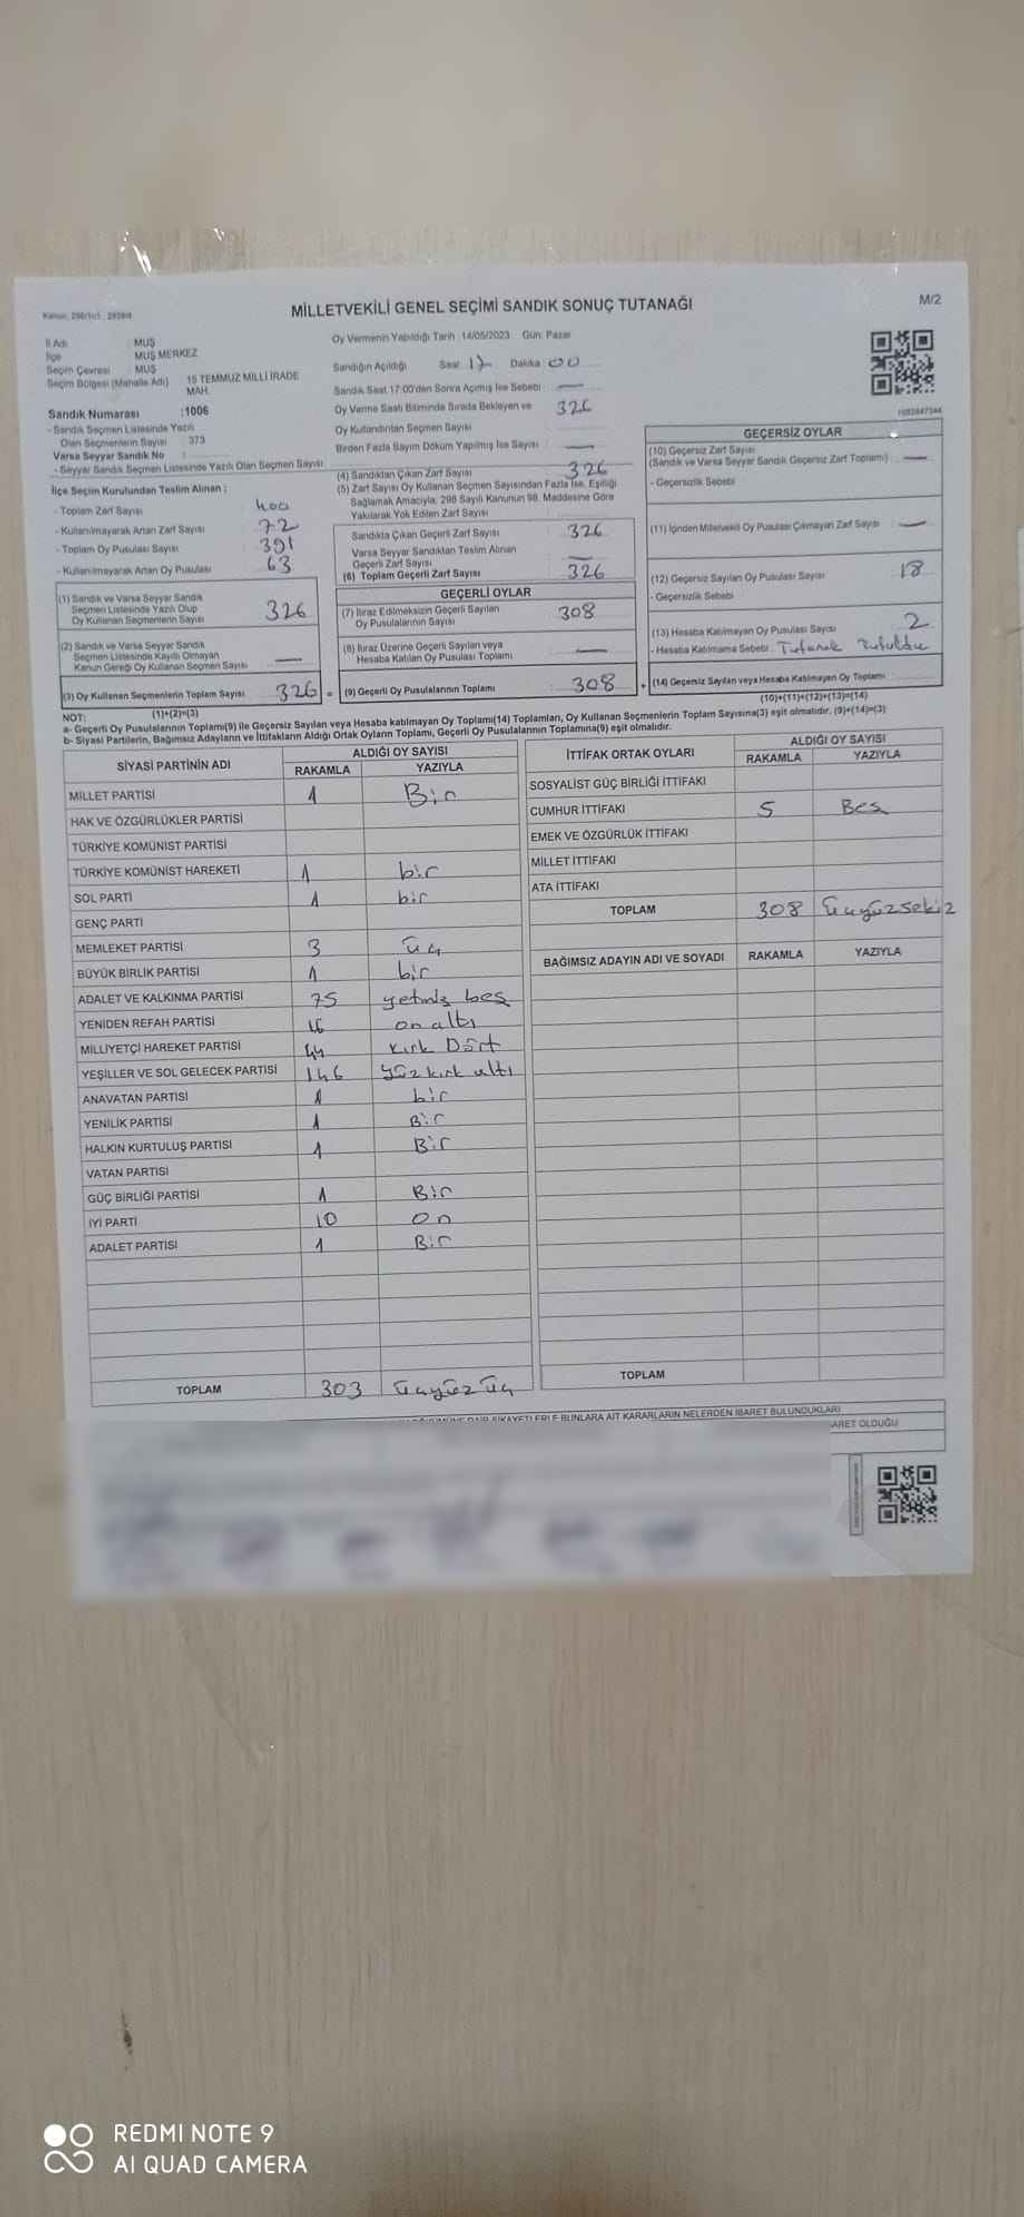 MİLLETVEKİLİ GENEL SEÇİMİ SANDIK SONUÇ TUTANAĞI
M/2
İl Adı MUŞ
İlçe MUŞ MERKEZ
Seçim Çevresi MUŞ
Seçim Bölgesi (Mahalle Adı) 15 TEMMUZ MİLLİ İRADE MAH.
Sandık Numarası :1006
- Sandık Seçmen Listesinde Yazılı
Olan Seçmenlerin Sayısı 373
Varsa Seyyar Sandık No :
- Seyyar Sandık Seçmen Listesinde Yazılı Olan Seçmen Sayısı
İlçe Seçim Kurulundan Teslim Alınan :
- Toplam Zarf Sayısı 400
- Kullanılmayarak Artan Zarf Sayısı 72
- Toplam Oy Pusulası Sayısı 391
- Kullanılmayarak Artan Oy Pusulası 63
(1) Sandık ve Varsa Seyyar Sandık
Seçmen Listesinde Yazılı Olup
Oy Kullanan Seçmenlerin Sayısı 326
(2) Sandık ve Varsa Seyyar Sandık
Seçmen Listesinde Kayıtlı Olmayan
Kanun Gereği Oy Kullanan Seçmen Sayısı —
(3) Oy Kullanan Seçmenlerin Toplam Sayısı 326 =
(1)+(2)=(3)
Oy Vermenin Yapıldığı Tarih : 14/05/2023 Gün: Pazar
Sandığın Açıldığı Saat 17 Dakika 00
Sandık Saat 17:00'den Sonra Açılmış İse Sebebi —
Oy Verme Saati Bitiminde Sırada Bekleyen ve 326
Oy Kullandırılan Seçmen Sayısı
Birden Fazla Sayım Döküm Yapılmış İse Sayısı —
(4) Sandıktan Çıkan Zarf Sayısı 326
(5) Zarf Sayısı Oy Kullanan Seçmen Sayısından Fazla İse, Eşitliği
Sağlamak Amacıyla, 298 Sayılı Kanunun 98. Maddesine Göre
Yakılarak Yok Edilen Zarf Sayısı
Sandıkta Çıkan Geçerli Zarf Sayısı 326
Varsa Seyyar Sandıktan Teslim Alınan
Geçerli Zarf Sayısı —
(6) Toplam Geçerli Zarf Sayısı 326
GEÇERLİ OYLAR
(7) İtiraz Edilmeksizin Geçerli Sayılan
Oy Pusulalarının Sayısı 308
(8) İtiraz Üzerine Geçerli Sayılan veya
Hesaba Katılan Oy Pusulası Toplamı —
(9) Geçerli Oy Pusulalarının Toplamı 308 +
GEÇERSİZ OYLAR
(10) Geçersiz Zarf Sayısı
(Sandık ve Varsa Seyyar Sandık Geçersiz Zarf Toplamı) —
- Geçersizlik Sebebi
(11) İçinden Milletvekili Oy Pusulası Çıkmayan Zarf Sayısı —
(12) Geçersiz Sayılan Oy Pusulası Sayısı 18
- Geçersizlik Sebebi
(13) Hesaba Katılmayan Oy Pusulası Sayısı 2
- Hesaba Katılmama Sebebi : Tutanak Tutuldu
(14) Geçersiz Sayılan veya Hesaba Katılmayan Oy Toplamı
(10)+(11)+(12)+(13)=(14)
NOT:
a- Geçerli Oy Pusulalarının Toplamı(9) ile Geçersiz Sayılan veya Hesaba katılmayan Oy Toplamı(14) Toplamları, Oy Kullanan Seçmenlerin Toplam Sayısına(3) eşit olmalıdır. (9)+(14)=(3)
b- Siyasi Partilerin, Bağımsız Adayların ve İttifakların Aldığı Ortak Oyların Toplamı, Geçerli Oy Pusulalarının Toplamına(9) eşit olmalıdır.
SİYASİ PARTİNİN ADI ALDIĞI OY SAYISI
RAKAMLA YAZIYLA
MİLLET PARTİSİ 1 Bir
HAK VE ÖZGÜRLÜKLER PARTİSİ
TÜRKİYE KOMÜNİST PARTİSİ
TÜRKİYE KOMÜNİST HAREKETİ 1 bir
SOL PARTİ 1 bir
GENÇ PARTİ
MEMLEKET PARTİSİ 3 üç
BÜYÜK BİRLİK PARTİSİ 1 bir
ADALET VE KALKINMA PARTİSİ 75 yetmiş beş
YENİDEN REFAH PARTİSİ 16 on altı
MİLLİYETÇİ HAREKET PARTİSİ 44 Kırk Dört
YEŞİLLER VE SOL GELECEK PARTİSİ 146 yüz kırk altı
ANAVATAN PARTİSİ 1 bir
YENİLİK PARTİSİ 1 Bir
HALKIN KURTULUŞ PARTİSİ 1 Bir
VATAN PARTİSİ
GÜÇ BİRLİĞİ PARTİSİ 1 Bir
İYİ PARTİ 10 on
ADALET PARTİSİ 1 Bir
TOPLAM 303 üçyüz üç
İTTİFAK ORTAK OYLARI ALDIĞI OY SAYISI
RAKAMLA YAZIYLA
SOSYALİST GÜÇ BİRLİĞİ İTTİFAKI
CUMHUR İTTİFAKI 5 Beş
EMEK VE ÖZGÜRLÜK İTTİFAKI
MİLLET İTTİFAKI
ATA İTTİFAKI
TOPLAM 308 üçyüzsekiz
BAĞIMSIZ ADAYIN ADI VE SOYADI RAKAMLA YAZIYLA
TOPLAM
ŞİKAYETLERLE BUNLARA AİT KARARLARIN NELERDEN İBARET BULUNDUKLARI
OLDUĞU
REDMI NOTE 9
AI QUAD CAMERA